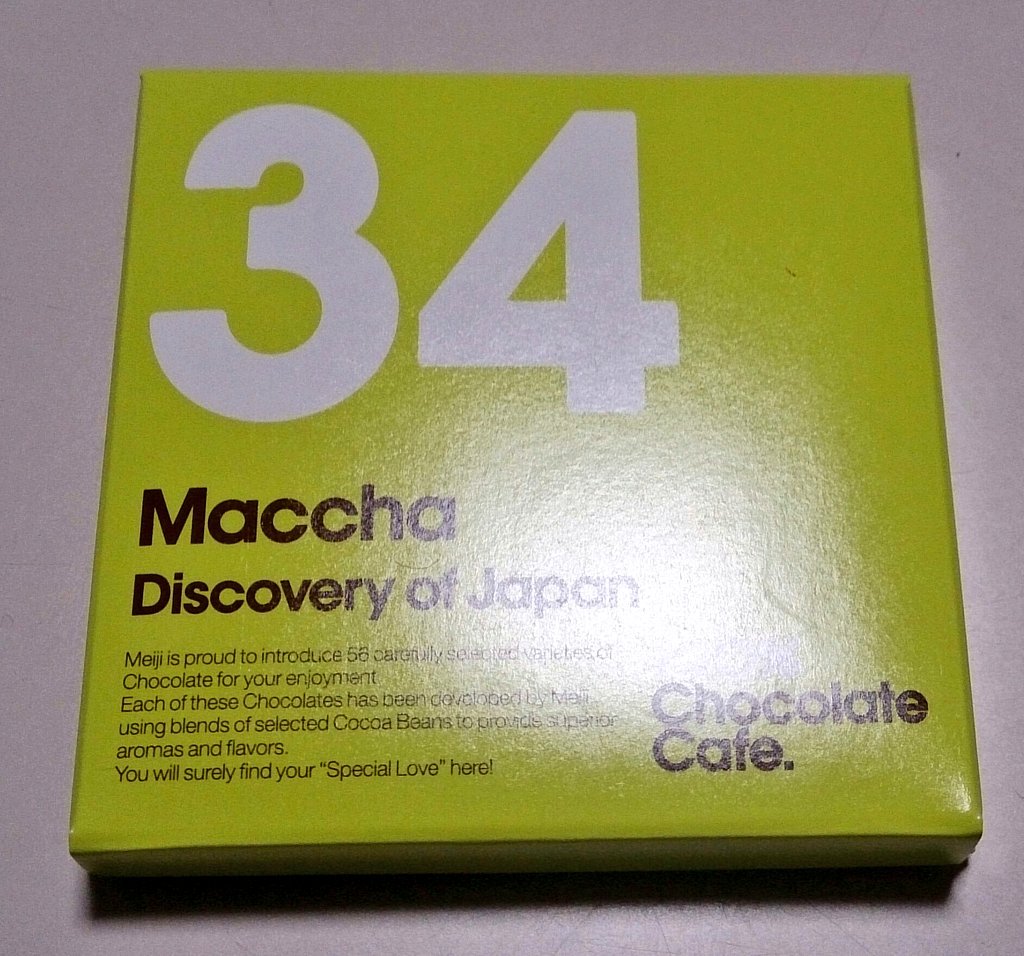 34
Maccha
Discovery of Japan
Meiji is proud to introduce 56 carefully selected varieties of
Chocolate for your enjoyment.
Each of these Chocolates has been developed by Meiji
using blends of selected Cocoa Beans to provide superior
aromas and flavors.
You will surely find your “Special Love” here!
Chocolate
Cafe.